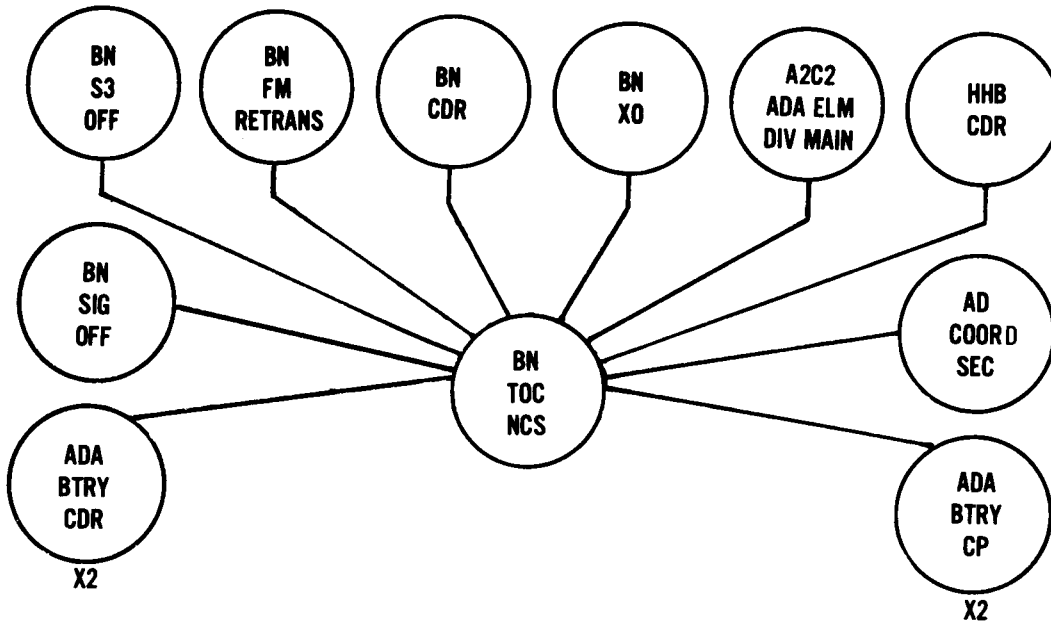 BN
S3
OFF
BN
FM
RETRANS
BN
CDR
BN
XO
A2C2
ADA ELM
DIV MAIN
HHB
CDR
BN
SIG
OFF
AD
COORD
SEC
BN
TOC
NCS
ADA
BTRY
CDR
X2
ADA
BTRY
CP
X2